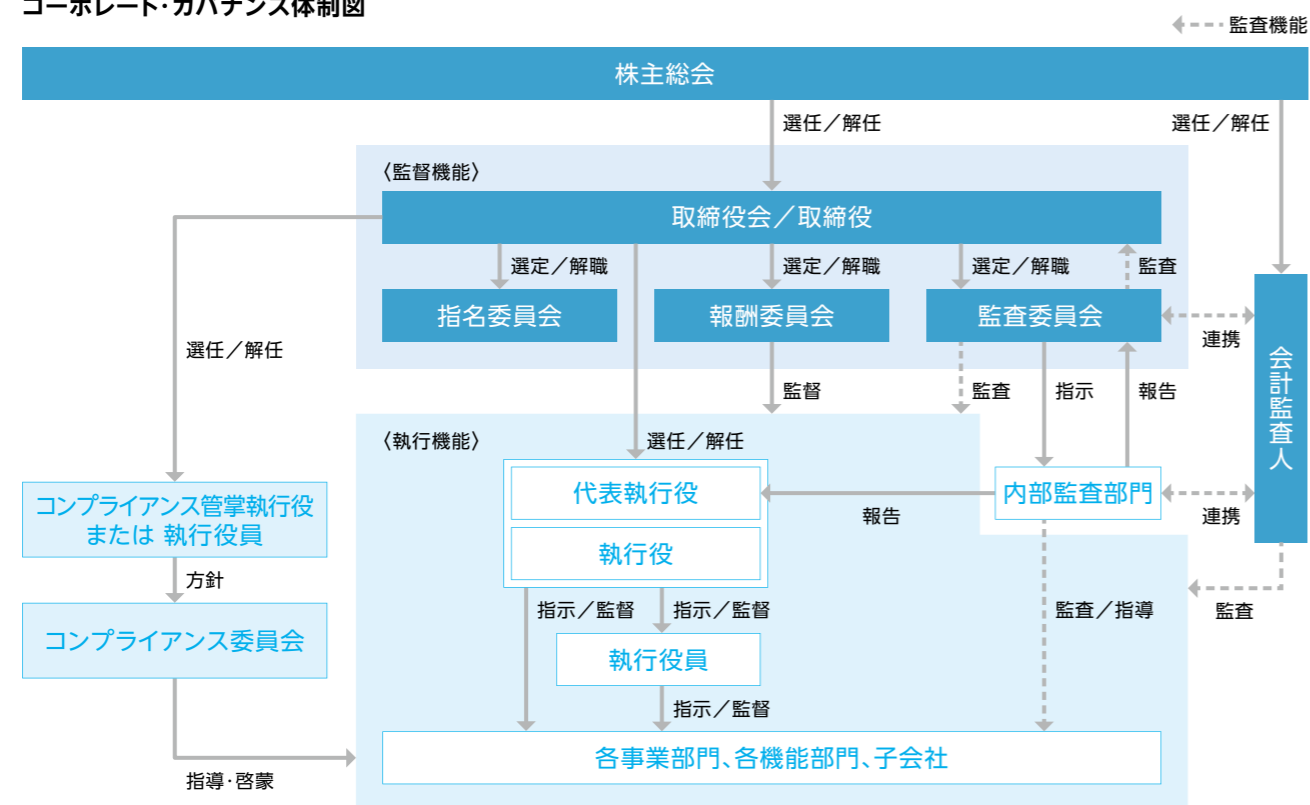 コーポレート・ガバナンス体制図
監査機能
株主総会
選任／解任
選任／解任
〈監督機能〉
取締役会／取締役
選定／解職
選定／解職
選定／解職
監査
指名委員会
報酬委員会
監査委員会
連携
選任／解任
会計監査人
監督
監査
指示
報告
〈執行機能〉
選任／解任
代表執行役
内部監査部門
報告
連携
コンプライアンス管掌執行役
または 執行役員
執行役
方針
指示／監督
指示／監督
監査／指導
監査
コンプライアンス委員会
執行役員
指示／監督
各事業部門、各機能部門、子会社
指導・啓蒙